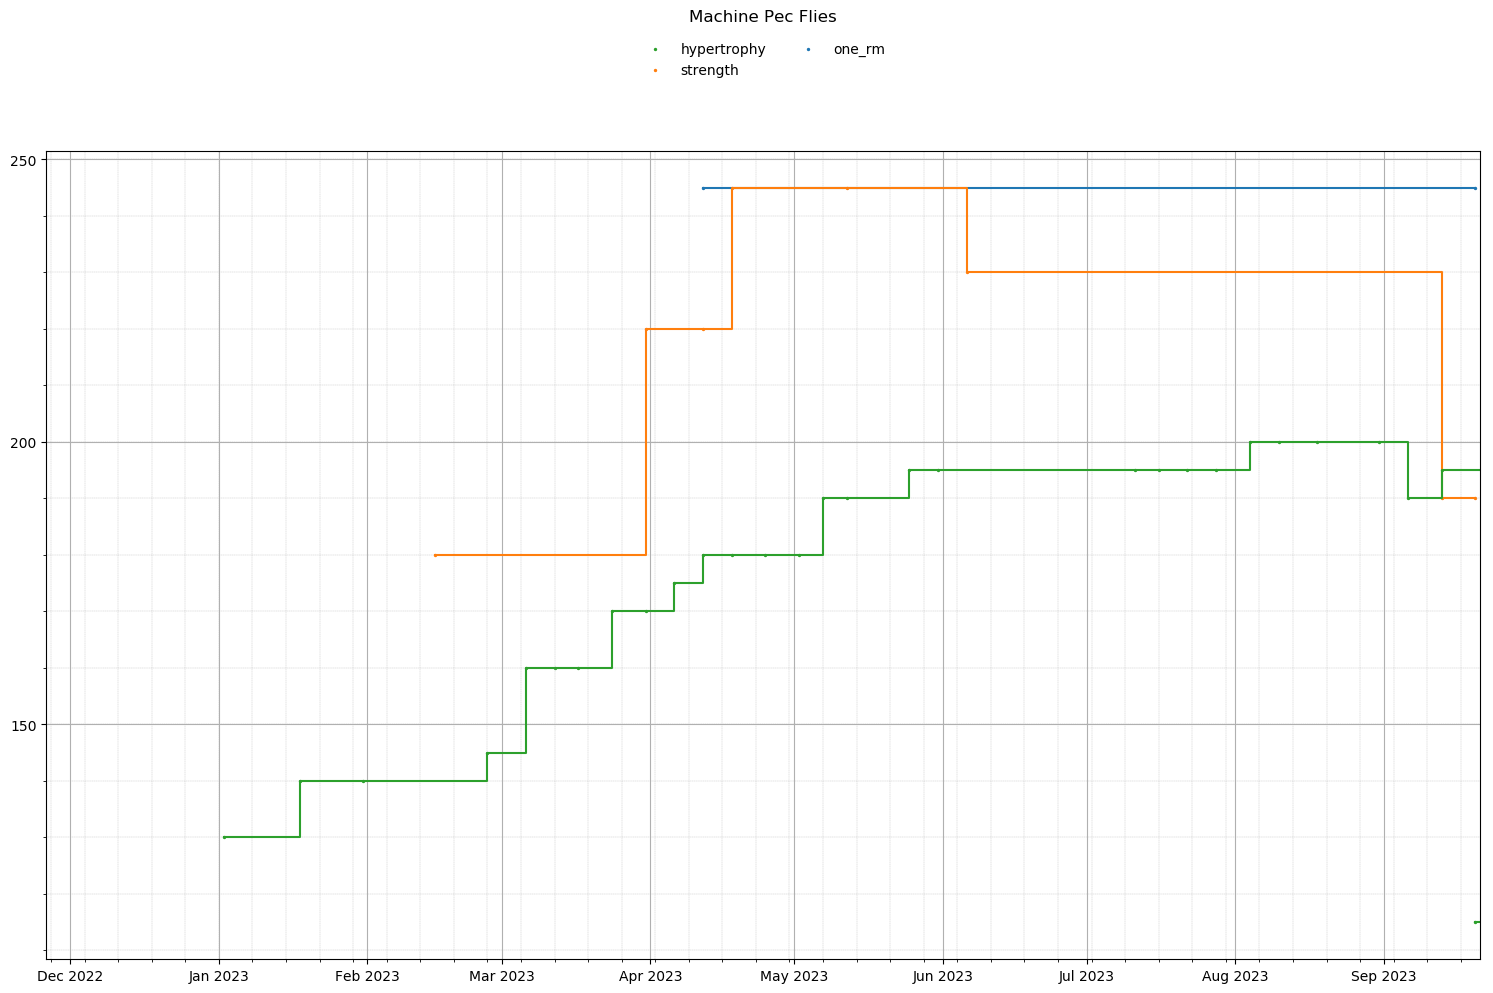 Machine Pec Flies
hypertrophy one_rm
strength
250
200
150
Dec 2022 Jan 2023 Feb 2023 Mar 2023 Apr 2023 May 2023 Jun 2023 Jul 2023 Aug 2023 Sep 2023